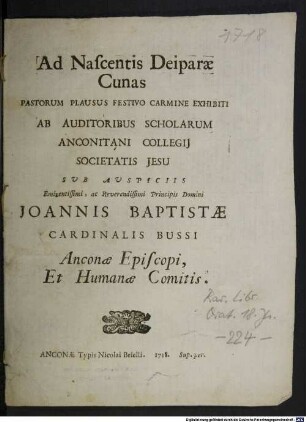 1718
Ad Nascentis Deiparæ
Cunas
PASTORUM PLAUSUS FESTIVO CARMINE EXHIBITI
AB AUDITORIBUS SCHOLARUM
ANCONITANI COLLEGIJ
SOCIETATIS JESU
SUB AUSPICIIS
Eminentissimi, ac Reverendissimi Principis Domini
JOANNIS BAPTISTÆ
CARDINALIS BUSSI
Anconæ Episcopi,
Et Humanæ Comitis.
- 224 -
ANCONÆ Typis Nicolai Belelli. 1718. Sup. per.